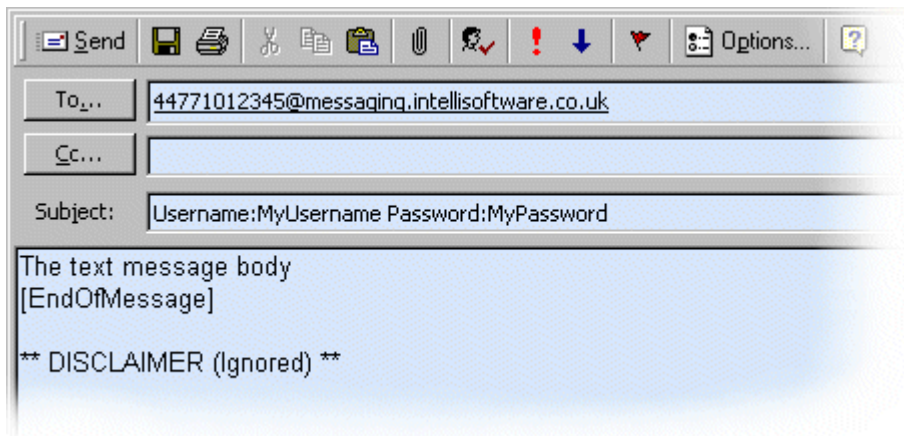 Send Options...
To... 44771012345@messaging.intellisoftware.co.uk
Cc...
Subject: Username:MyUsername Password:MyPassword
The text message body
[EndOfMessage]
** DISCLAIMER (Ignored) **